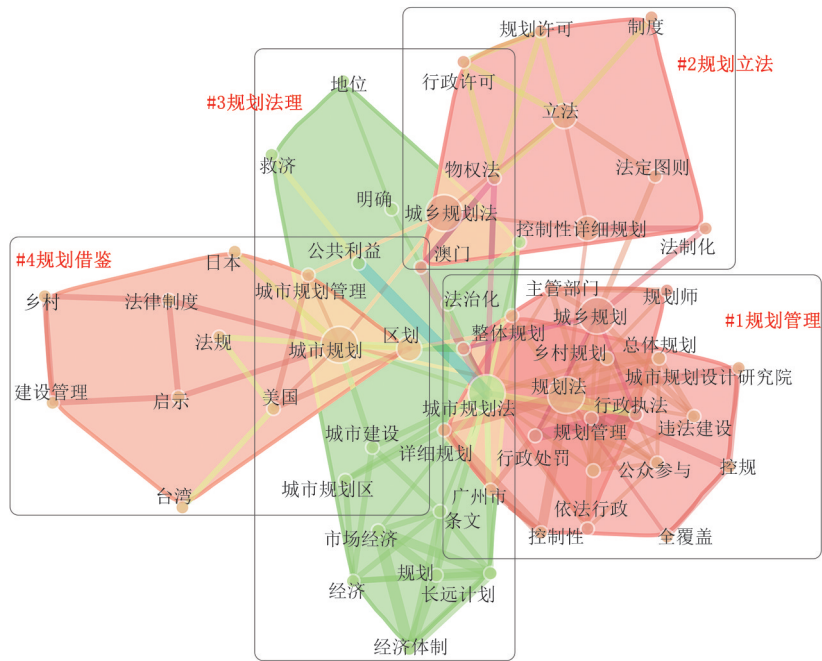 规划许可
制度
#2规划立法
行政许可
地位
#3规划法理
立法
救济
物权法
法定图则
明确
城乡规划法
控制性详细规划
公共利益
澳门
法制化
#4规划借鉴
日本
城市规划管理
主管部门
规划师
乡村
法律制度
法治化
城乡规划
#1规划管理
法规
区划
整体规划
总体规划
城市规划
乡村规划
城市规划设计研究院
建设管理
启示
美国
规划法
城市规划法
行政执法
城市建设
规划管理
违法建设
详细规划
行政处罚
公众参与
控规
城市规划区
广州市
台湾
条文
依法行政
市场经济
控制性
全覆盖
规划
经济
长远计划
经济体制